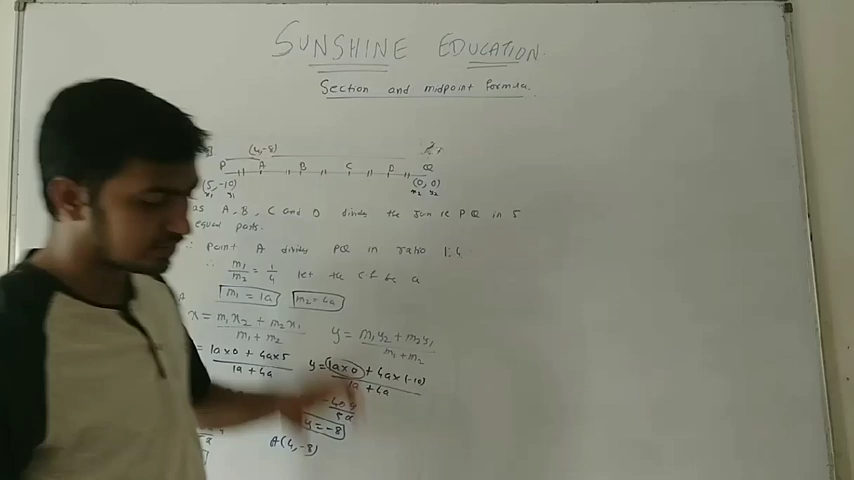 SUNSHINE EDUCATION
Section and midpoint formula.
(4,-8)
P A B C D Q
(5,-10) (0, 0)
x₁ y₁ x₂ y₂
as A, B, C and D divides the PQ in 5
equal parts.
∴ point A divides PQ in ratio 1:4
∴ m₁/m₂ = 1/4 let the c.f be a
m₁ = 1a m₂ = 4a
x = m₁x₂ + m₂x₁ / m₁ + m₂ y = m₁y₂ + m₂y₁ / m₁ + m₂
= 1a×0 + 4a×5 / 1a + 4a y = 1a×0 + 4a×(-10) / 1a + 4a
-40a / 5a
y = -8
A(4,-8)